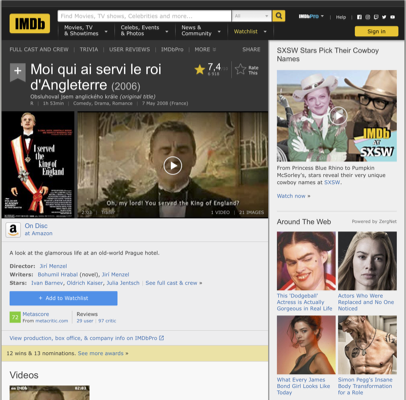 IMDb
Find Movies, TV shows, Celebrities and more...
All
IMDbPro
Help
Movies, TV
& Showtimes
Celebs, Events
& Photos
News &
Community
Watchlist
Sign in
FULL CAST AND CREW | TRIVIA | USER REVIEWS | IMDbPro | MORE
SHARE
Moi qui ai servi le roi
d'Angleterre (2006)
Obsluhoval jsem anglického krále (original title)
R | 1h 53min | Comedy, Drama, Romance | 7 May 2008 (France)
7,4
Rate
This
I served
the
King of
England
Oh, my lord! You served the King of England?
1 VIDEO | 21 IMAGES
On Disc
at Amazon
A look at the glamorous life at an old-world Prague hotel.
Director: Jirí Menzel
Writers: Bohumil Hrabal (novel), Jirí Menzel
Stars: Ivan Barnev, Oldrich Kaiser, Julia Jentsch | See full cast & crew »
+ Add to Watchlist
72
Metascore
From metacritic.com
Reviews
29 user | 97 critic
View production, box office, & company info on IMDbPro
12 wins & 13 nominations. See more awards »
Videos
SXSW Stars Pick Their Cowboy
Names
IMDb
AT
SXSW
From Princess Blue Rhino to Pumpkin
McSorley's, stars reveal their very unique
cowboy names at SXSW.
Watch now »
Around The Web | Powered by ZergNet
This 'Dodgeball'
Actress is Actually
Gorgeous in Real Life
Actors Who Were
Replaced and No One
Noticed
What Every James
Bond Girl Looks Like
Today
Simon Pegg's Insane
Body Transformation
for a Role